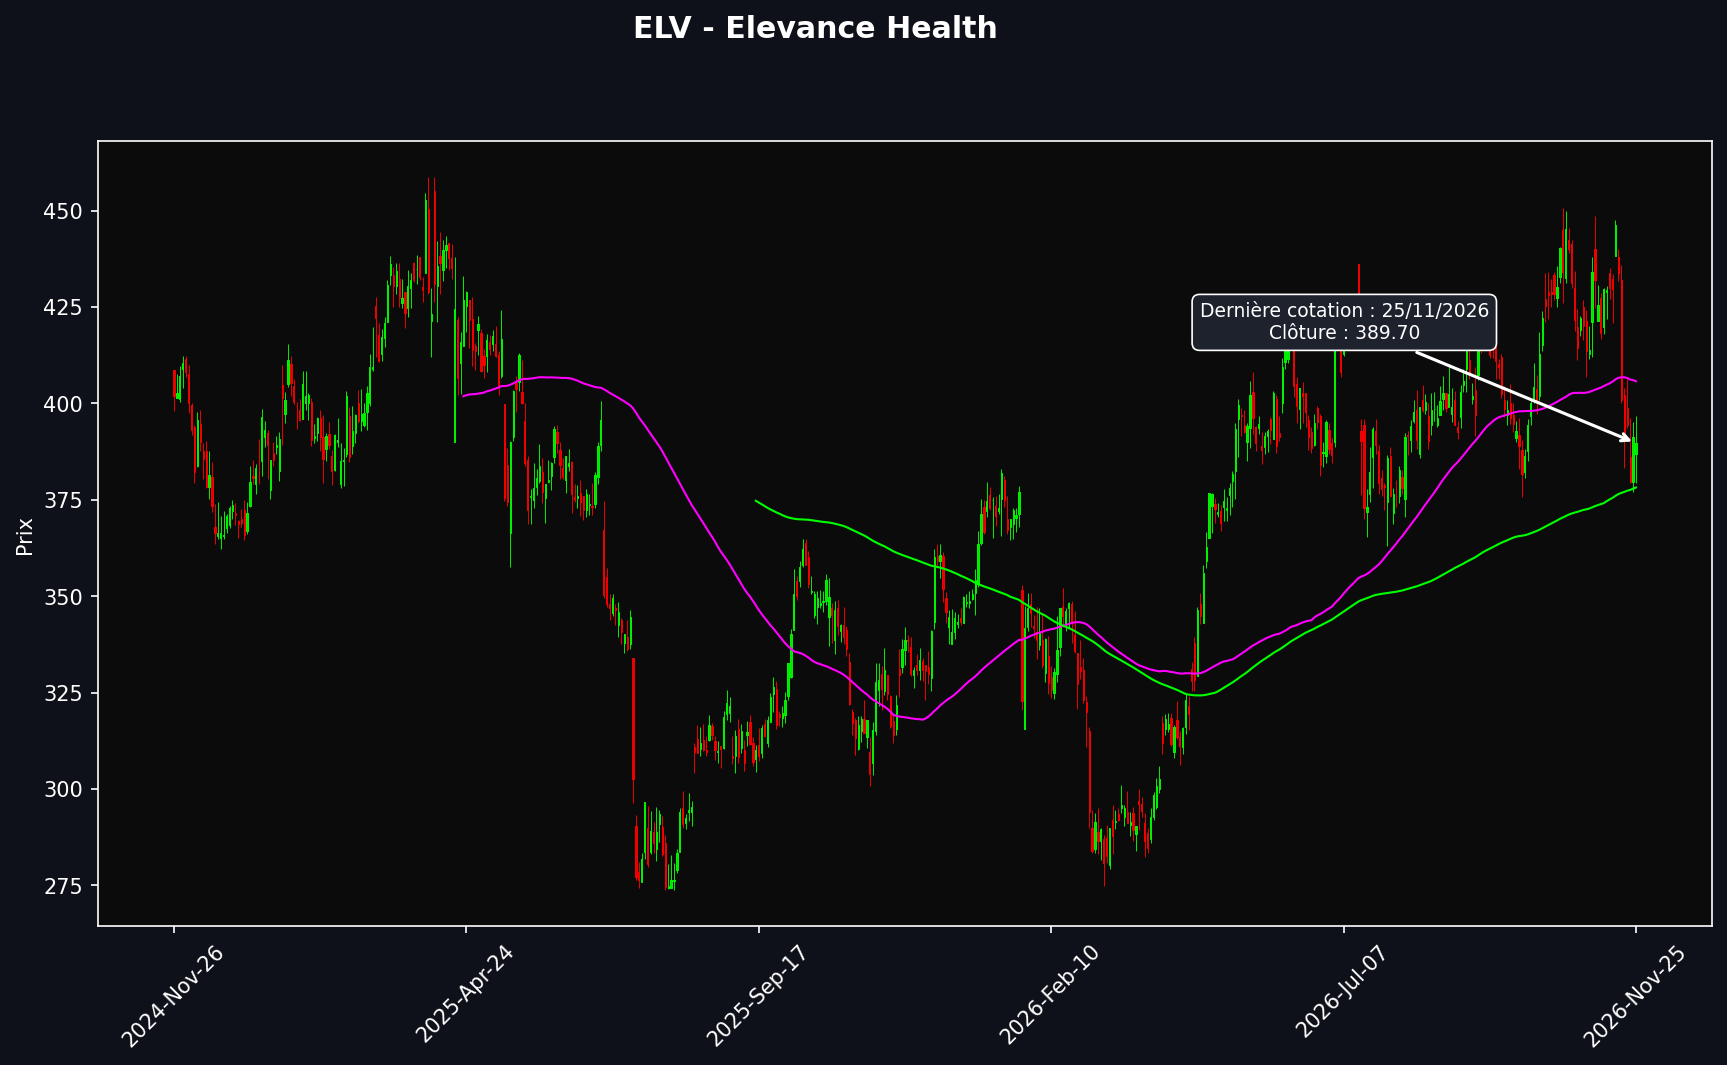 ELV - Elevance Health
Prix
450
425
400
375
350
325
300
275
Dernière cotation : 25/11/2026
Clôture : 389.70
2024-Nov-26
2025-Apr-24
2025-Sep-17
2026-Feb-10
2026-Jul-07
2026-Nov-25